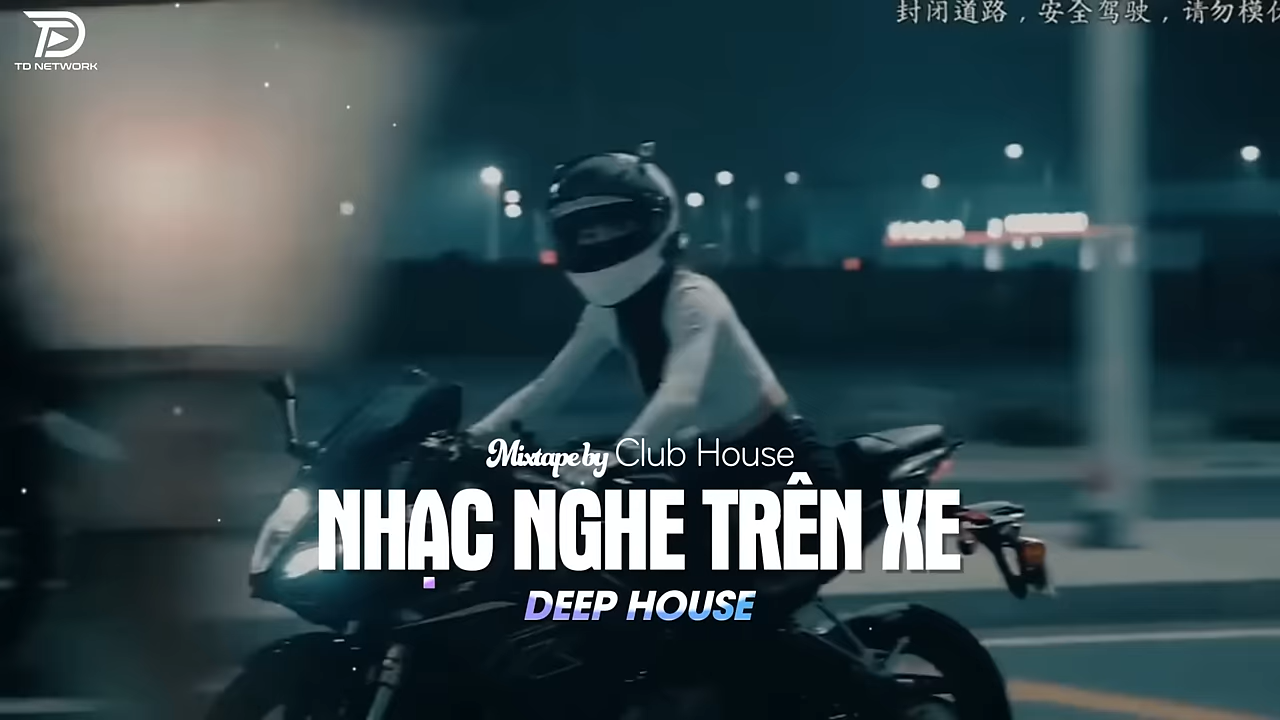 TD NETWORK
封闭道路，安全驾驶，请勿模仿
Mixtape by Club House
NHẠC NGHE TRÊN XE
DEEP HOUSE